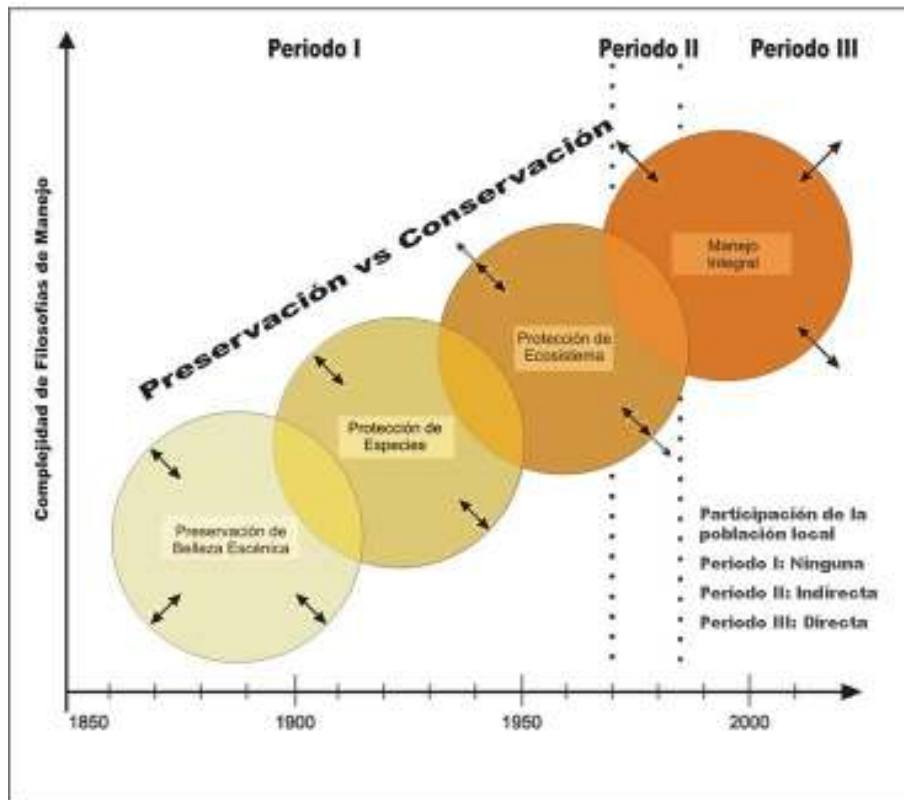 Periodo I
Periodo II
Periodo III
Preservación vs Conservación
Complejidad de Filosofías de Manejo
Manejo
Integral
Protección de
Ecosistema
Protección de
Especies
Preservación de
Belleza Escénica
Participación de la
población local
Periodo I: Ninguna
Periodo II: Indirecta
Periodo III: Directa
1850
1900
1950
2000